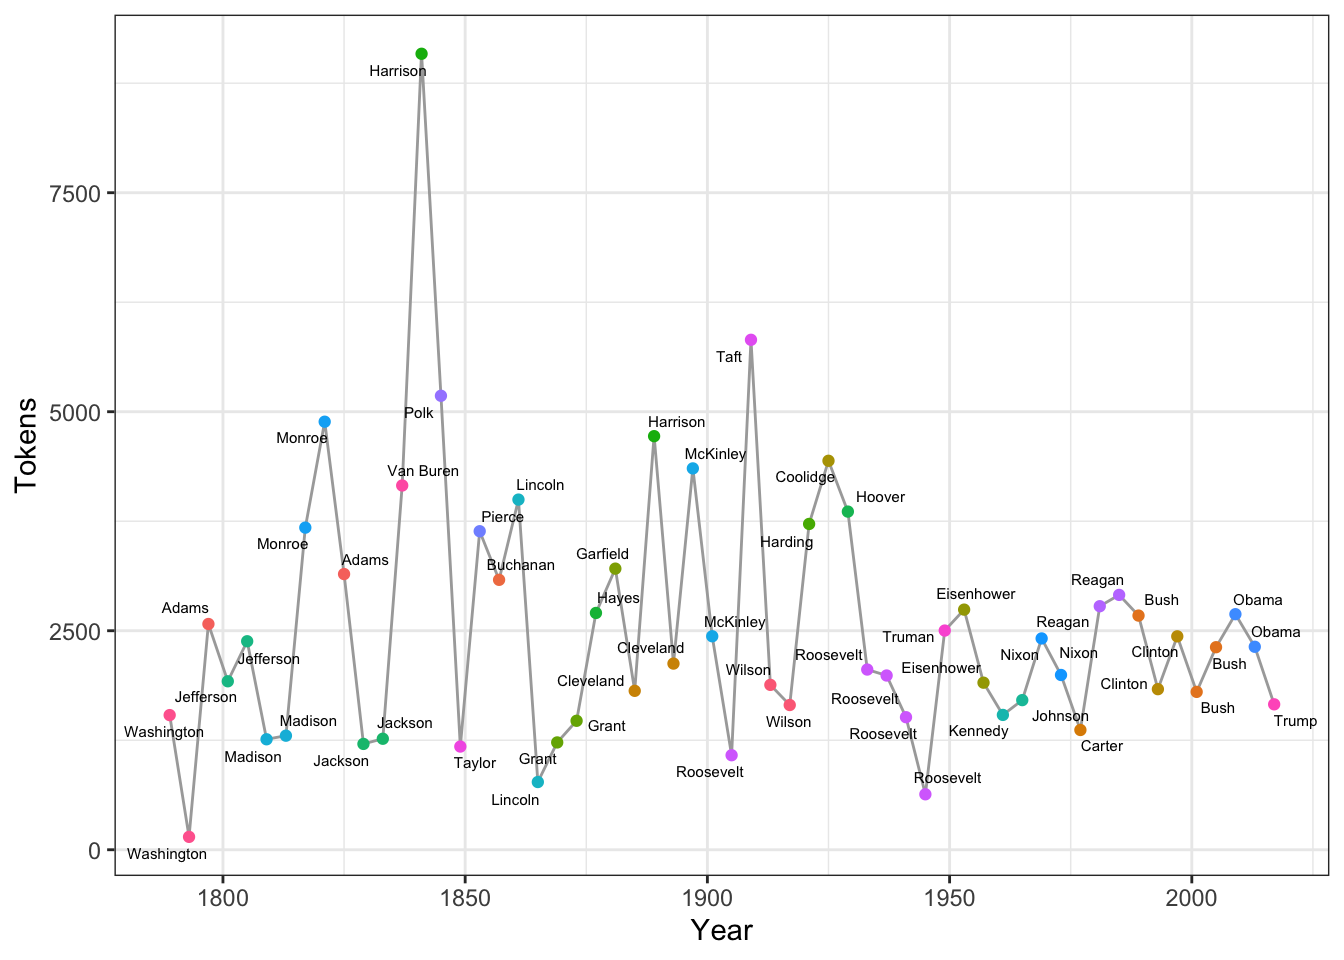 Harrison
7500
Taft
5000
Polk
Harrison
Monroe
McKinley
Van Buren
Coolidge
Lincoln
Hoover
Pierce
Monroe
Harding
Garfield
Adams
Buchanan
Eisenhower
Reagan
Hayes
Bush
Obama
Adams
McKinley
Reagan
2500
Truman
Obama
Cleveland
Clinton
Jefferson
Roosevelt
Nixon
Nixon
Bush
Wilson
Eisenhower
Cleveland
Clinton
Jefferson
Roosevelt
Bush
Johnson
Madison
Jackson
Wilson
Trump
Grant
Washington
Roosevelt
Kennedy
Carter
Madison
Jackson
Taylor
Grant
Roosevelt
Roosevelt
Lincoln
0
Washington
1800
1850
1900
1950
2000
Year
Tokens